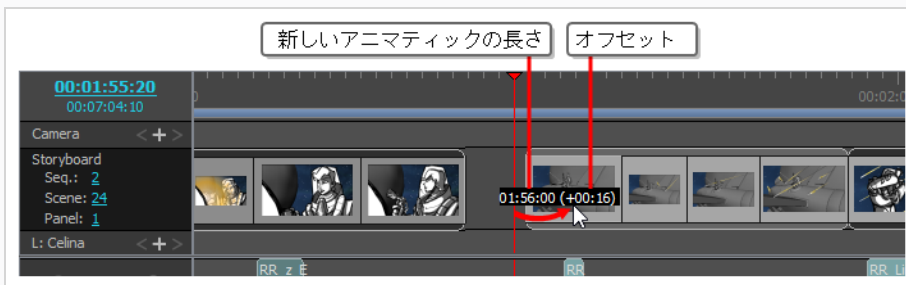 新しいアニマティックの長さ オフセット
00:01:55:20
00:07:04:10
00:02:0
Camera < + >
Storyboard
Seq.: 2
Scene: 24
01:56:00 (+00:16)
Panel: 1
L: Celina < + >
RR_z_E RR RR_Li